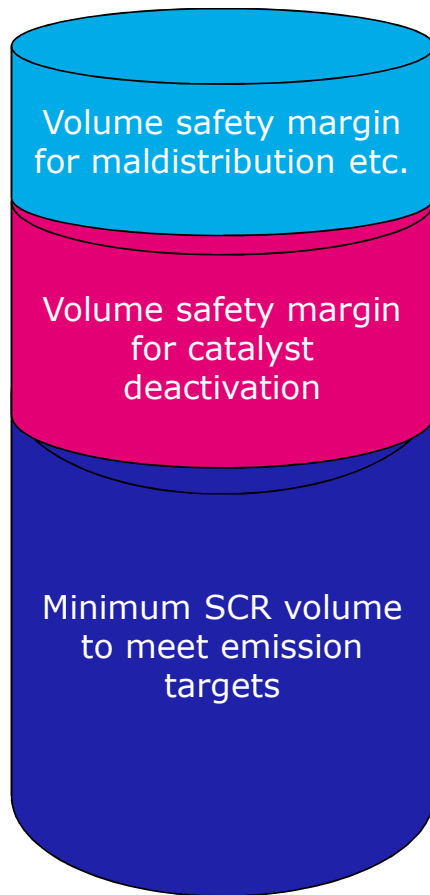 Volume safety margin
for maldistribution etc.
Volume safety margin
for catalyst
deactivation
Minimum SCR volume
to meet emission
targets